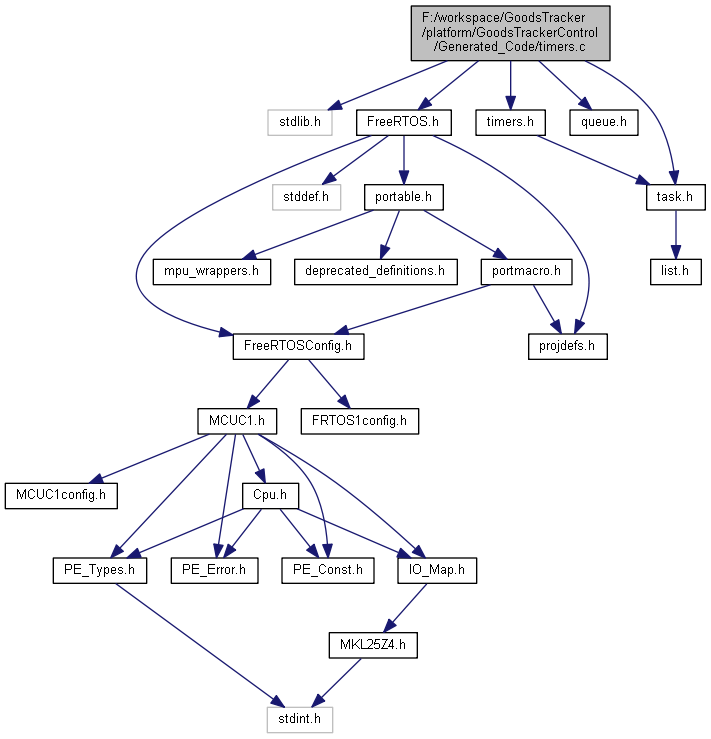 F:/workspace/GoodsTracker
/platform/GoodsTrackerControl
/Generated_Code/timers.c
stdlib.h
FreeRTOS.h
timers.h
queue.h
stddef.h
portable.h
task.h
mpu_wrappers.h
deprecated_definitions.h
portmacro.h
list.h
FreeRTOSConfig.h
projdefs.h
MCUC1.h
FRTOS1config.h
MCUC1config.h
Cpu.h
PE_Types.h
PE_Error.h
PE_Const.h
IO_Map.h
MKL25Z4.h
stdint.h